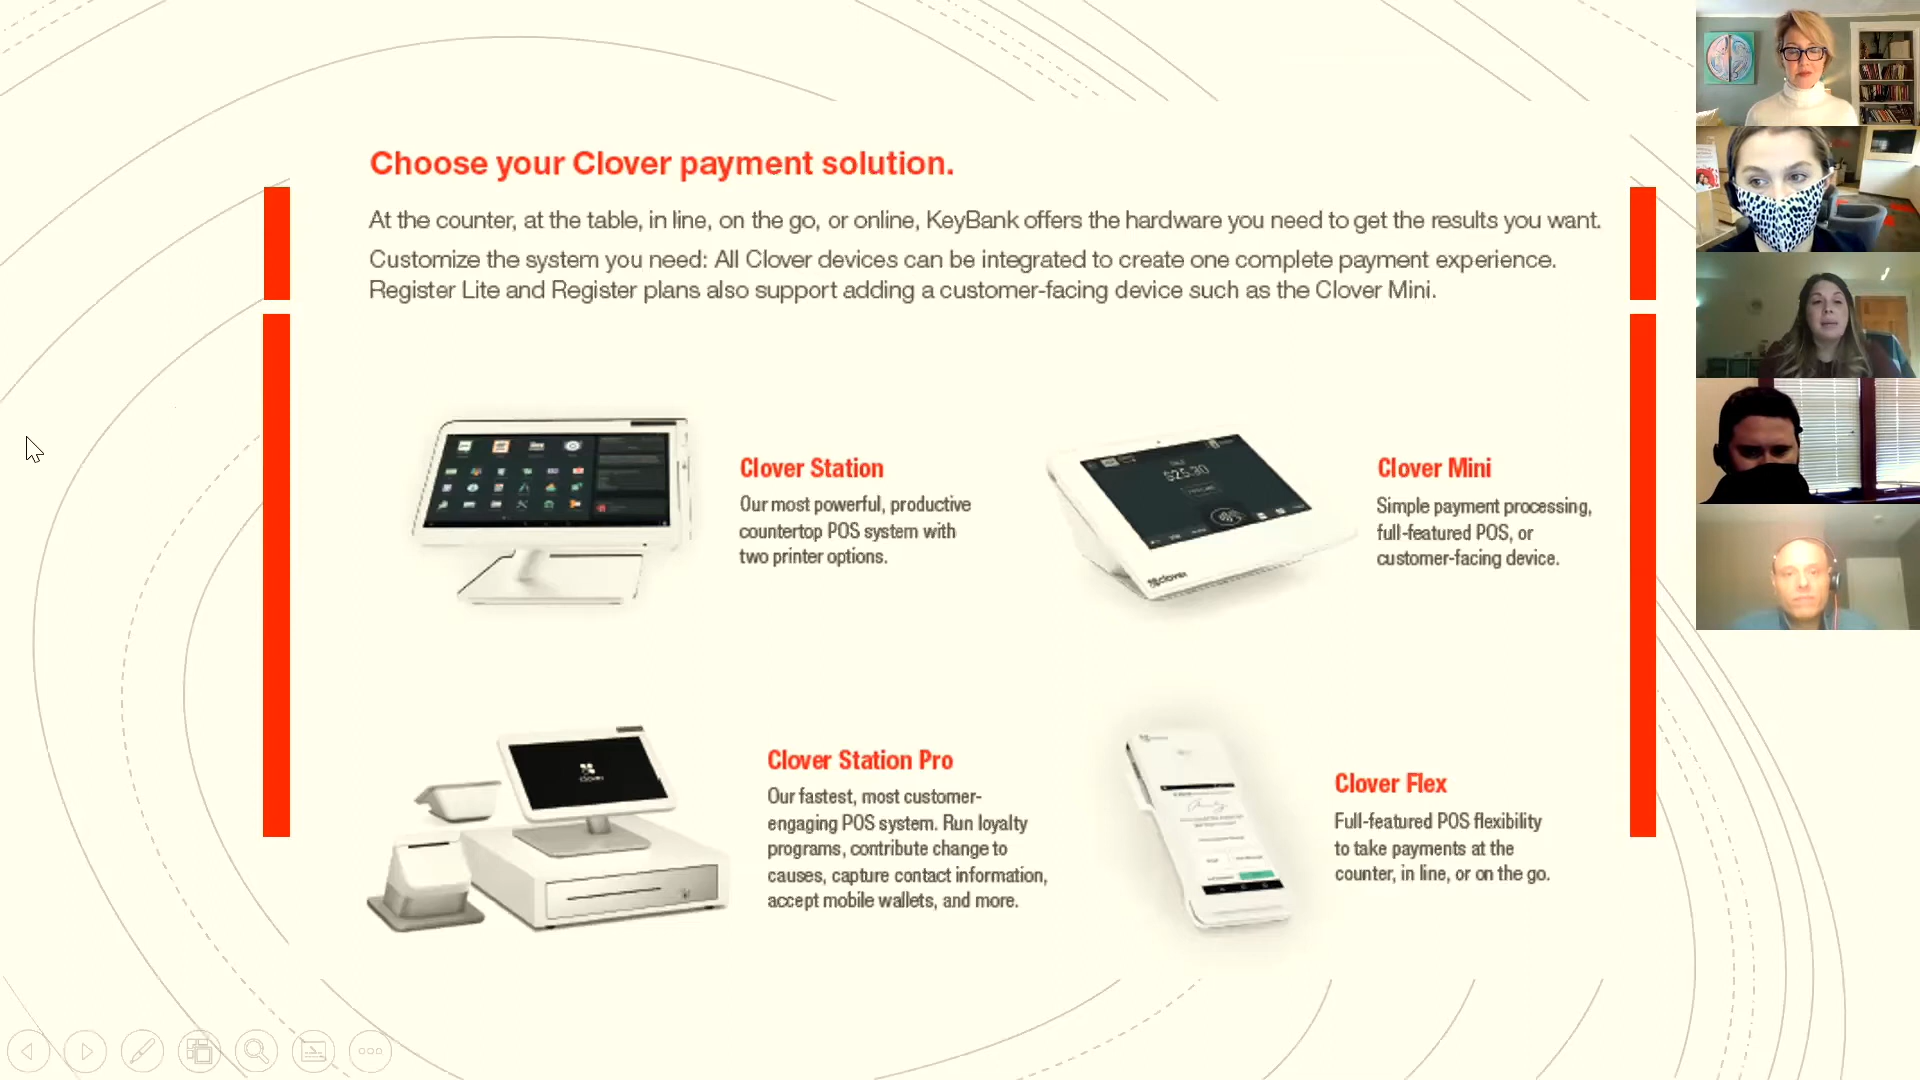 Choose your Clover payment solution.
At the counter, at the table, in line, on the go, or online, KeyBank offers the hardware you need to get the results you want.
Customize the system you need: All Clover devices can be integrated to create one complete payment experience.
Register Lite and Register plans also support adding a customer-facing device such as the Clover Mini.
Clover Station
Our most powerful, productive
countertop POS system with
two printer options.
$25.30
clover
Clover Mini
Simple payment processing,
full-featured POS, or
customer-facing device.
clover
Clover Station Pro
Our fastest, most customer-
engaging POS system. Run loyalty
programs, contribute change to
causes, capture contact information,
accept mobile wallets, and more.
Clover Flex
Full-featured POS flexibility
to take payments at the
counter, in line, or on the go.